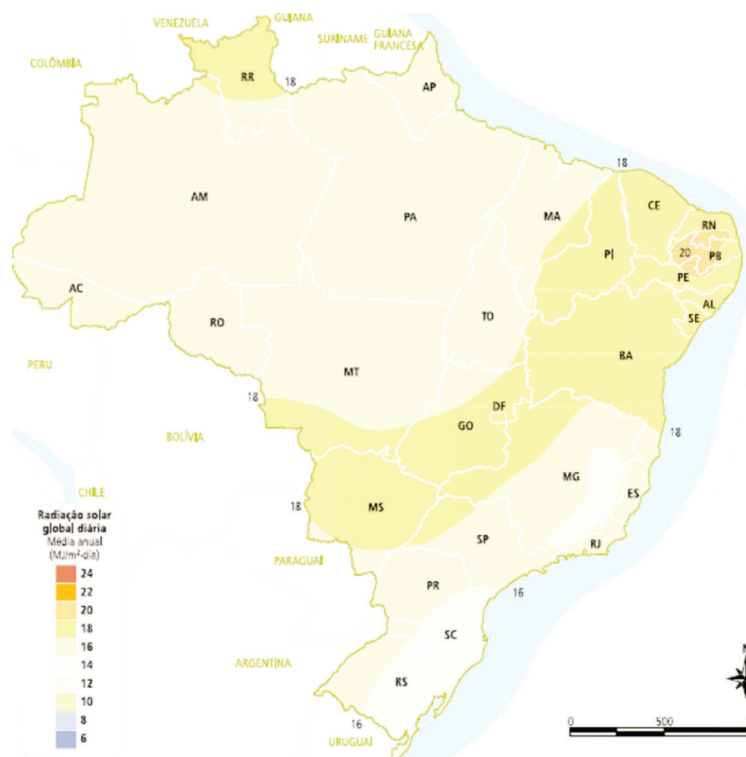 VENEZUELA
GUIANA
SURINAME
GUIANA
FRANCESA
COLÔMBIA
RR
18
AP
18
AM
PA
MA
CE
RN
PI
20
PB
PE
AC
AL
RO
TO
SE
BA
PERU
MT
18
DF
GO
18
BOLÍVIA
MG
CHILE
ES
18
MS
SP
RJ
PARAGUAI
PR
16
SC
ARGENTINA
RS
16
URUGUAI
Radiação solar
global diária
Média anual
(MJ/m²-dia)
24
22
20
18
16
14
12
10
8
6
N
0 500